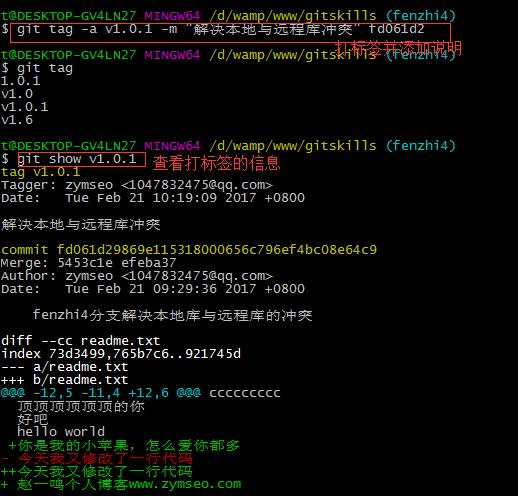 t@DESKTOP-GV4LN27 MINGW64 /d/wamp/www/gitskills (fenzhi4)
$ git tag -a v1.0.1 -m "解决本地与远程库冲突" fd061d2
打标签并添加说明
t@DESKTOP-GV4LN27 MINGW64 /d/wamp/www/gitskills (fenzhi4)
$ git tag
1.0.1
v1.0
v1.0.1
v1.6
t@DESKTOP-GV4LN27 MINGW64 /d/wamp/www/gitskills (fenzhi4)
$ git show v1.0.1 查看打标签的信息
tag v1.0.1
Tagger: zymseo <1047832475@qq.com>
Date:   Tue Feb 21 10:19:09 2017 +0800
解决本地与远程库冲突
commit fd061d29869e115318000656c796ef4bc08e64c9
Merge: 5453c1e efeba37
Author: zymseo <1047832475@qq.com>
Date:   Tue Feb 21 09:29:36 2017 +0800
fenzhi4分支解决本地库与远程库的冲突
diff --cc readme.txt
index 73d3499,765b7c6..921745d
--- a/readme.txt
+++ b/readme.txt
@@@ -12,5 -11,4 +12,6 @@@ ccccccccc
顶顶顶顶顶顶的你
好吧
hello world
+你是我的小苹果，怎么爱你都多
- 今天我又修改了一行代码
++今天我又修改了一行代码
+ 赵一鸣个人博客www.zymseo.com